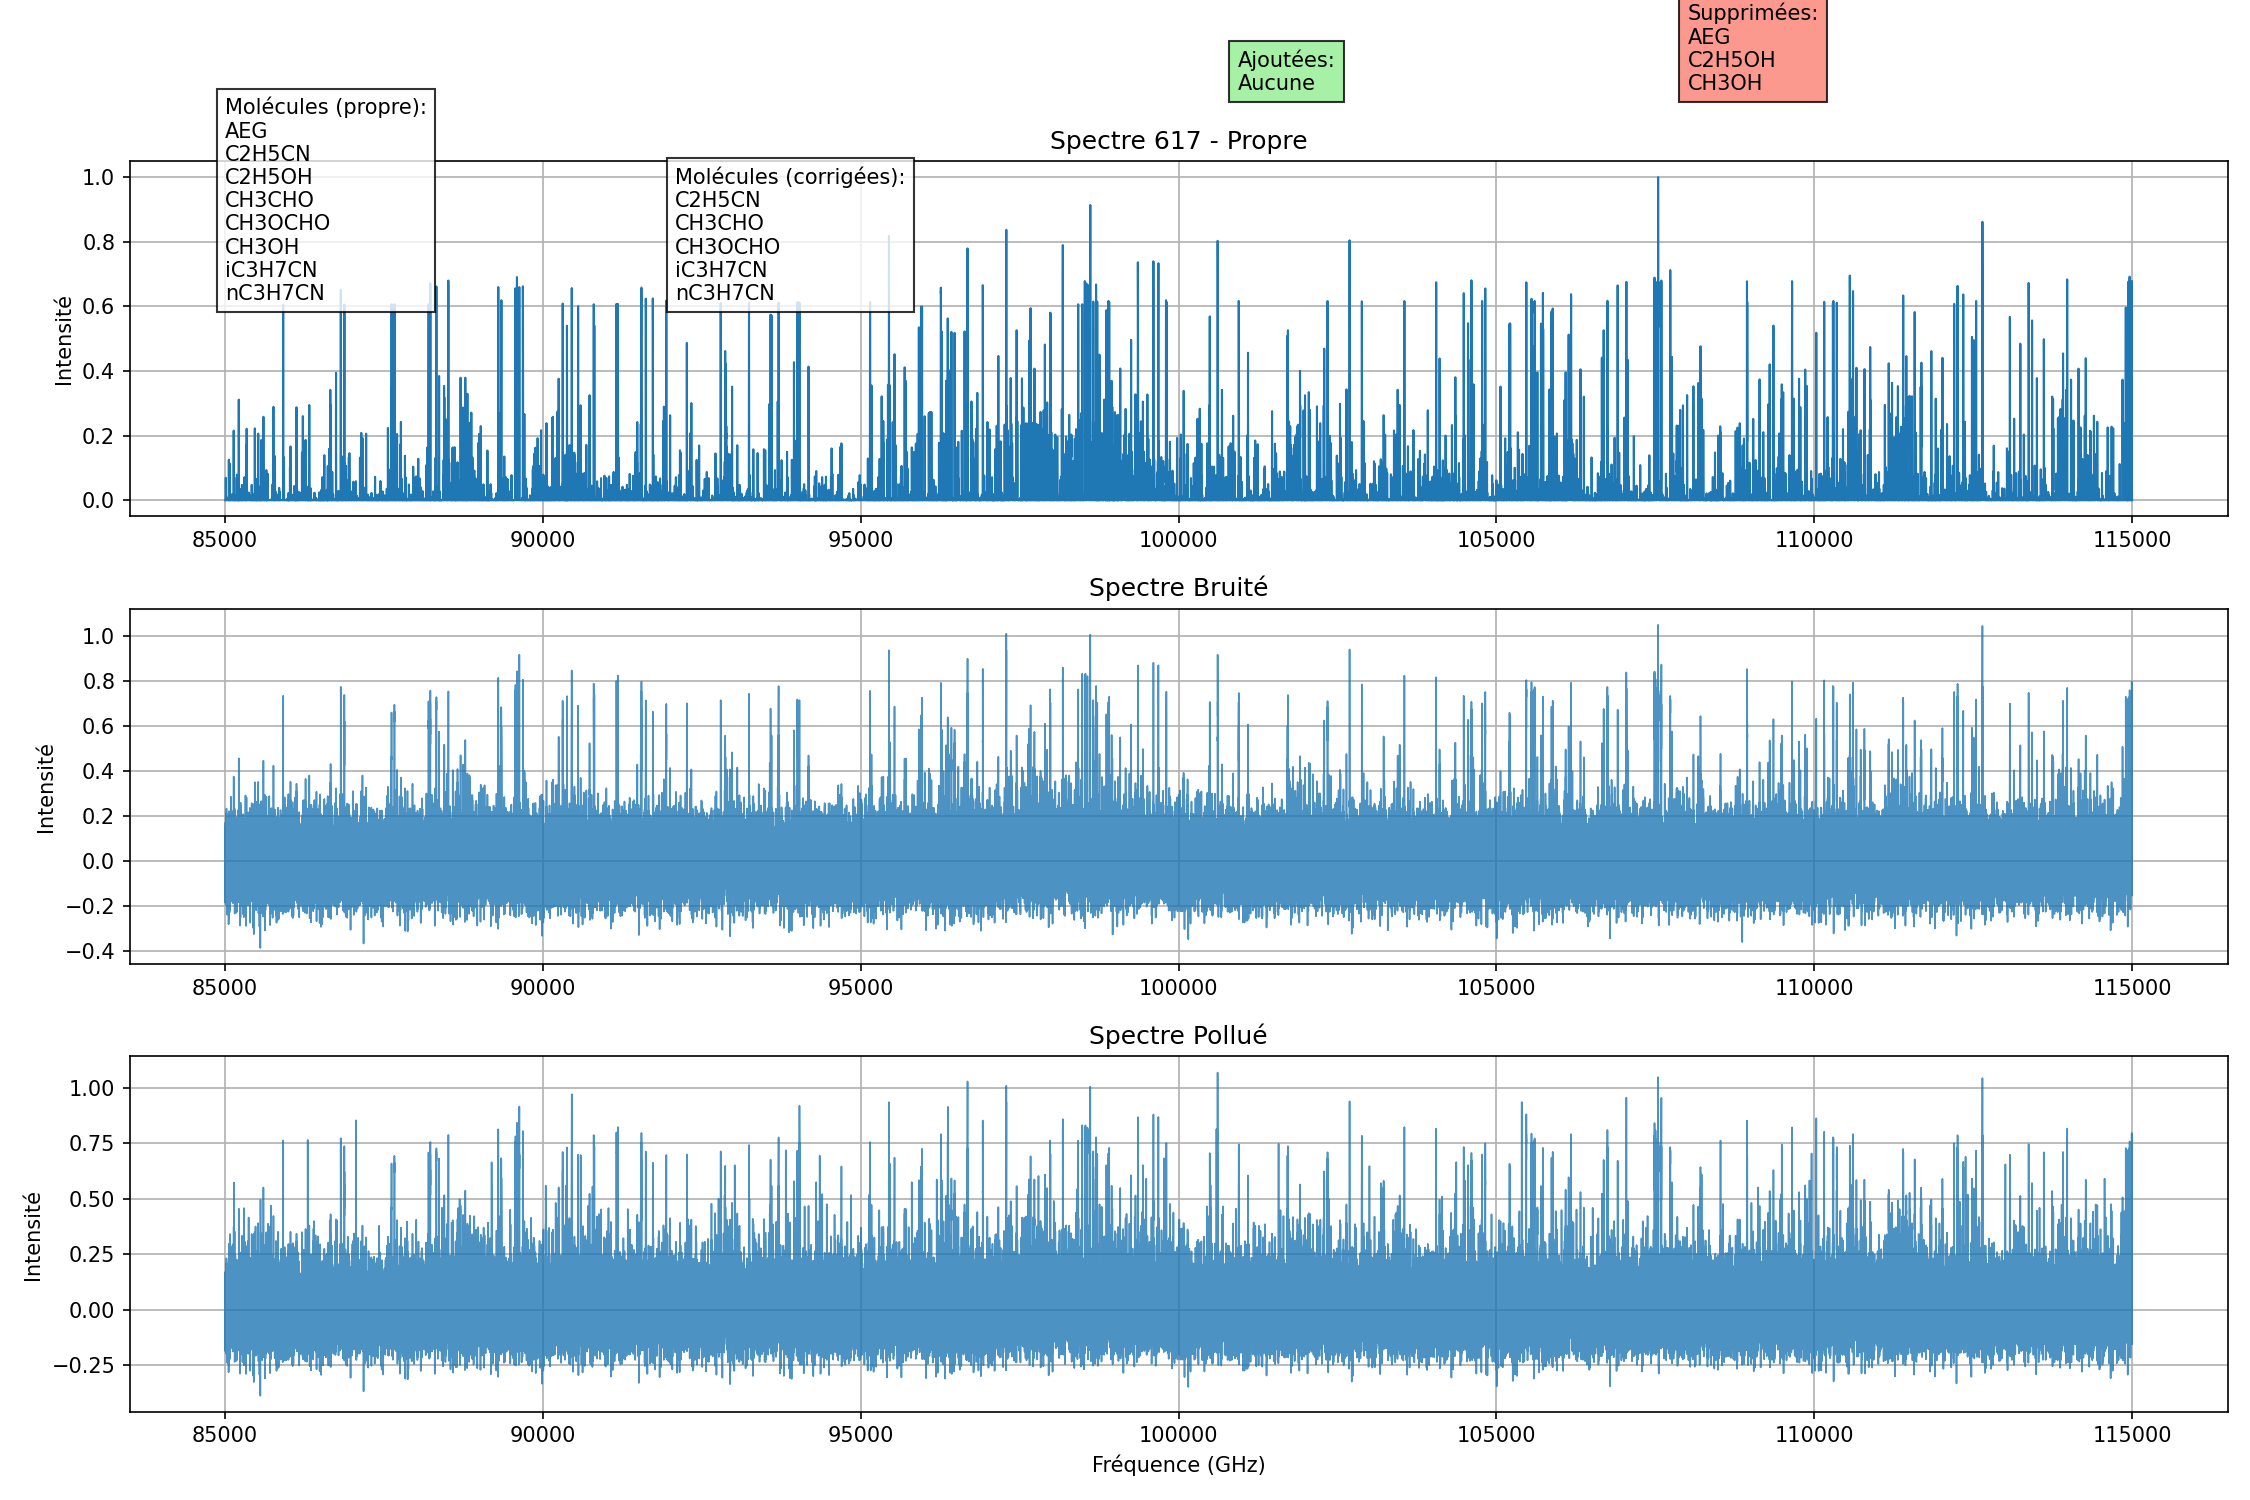 Supprimées:
AEG
C2H5OH
CH3OH
Ajoutées:
Aucune
Molécules (propre):
AEG
C2H5CN
C2H5OH
CH3CHO
CH3OCHO
CH3OH
iC3H7CN
nC3H7CN
Molécules (corrigées):
C2H5CN
CH3CHO
CH3OCHO
iC3H7CN
nC3H7CN
Spectre 617 - Propre
Intensité
1.0
0.8
0.6
0.4
0.2
0.0
85000 90000 95000 100000 105000 110000 115000
Spectre Bruité
Intensité
1.0
0.8
0.6
0.4
0.2
0.0
−0.2
−0.4
85000 90000 95000 100000 105000 110000 115000
Spectre Pollué
Intensité
1.00
0.75
0.50
0.25
0.00
−0.25
85000 90000 95000 100000 105000 110000 115000
Fréquence (GHz)